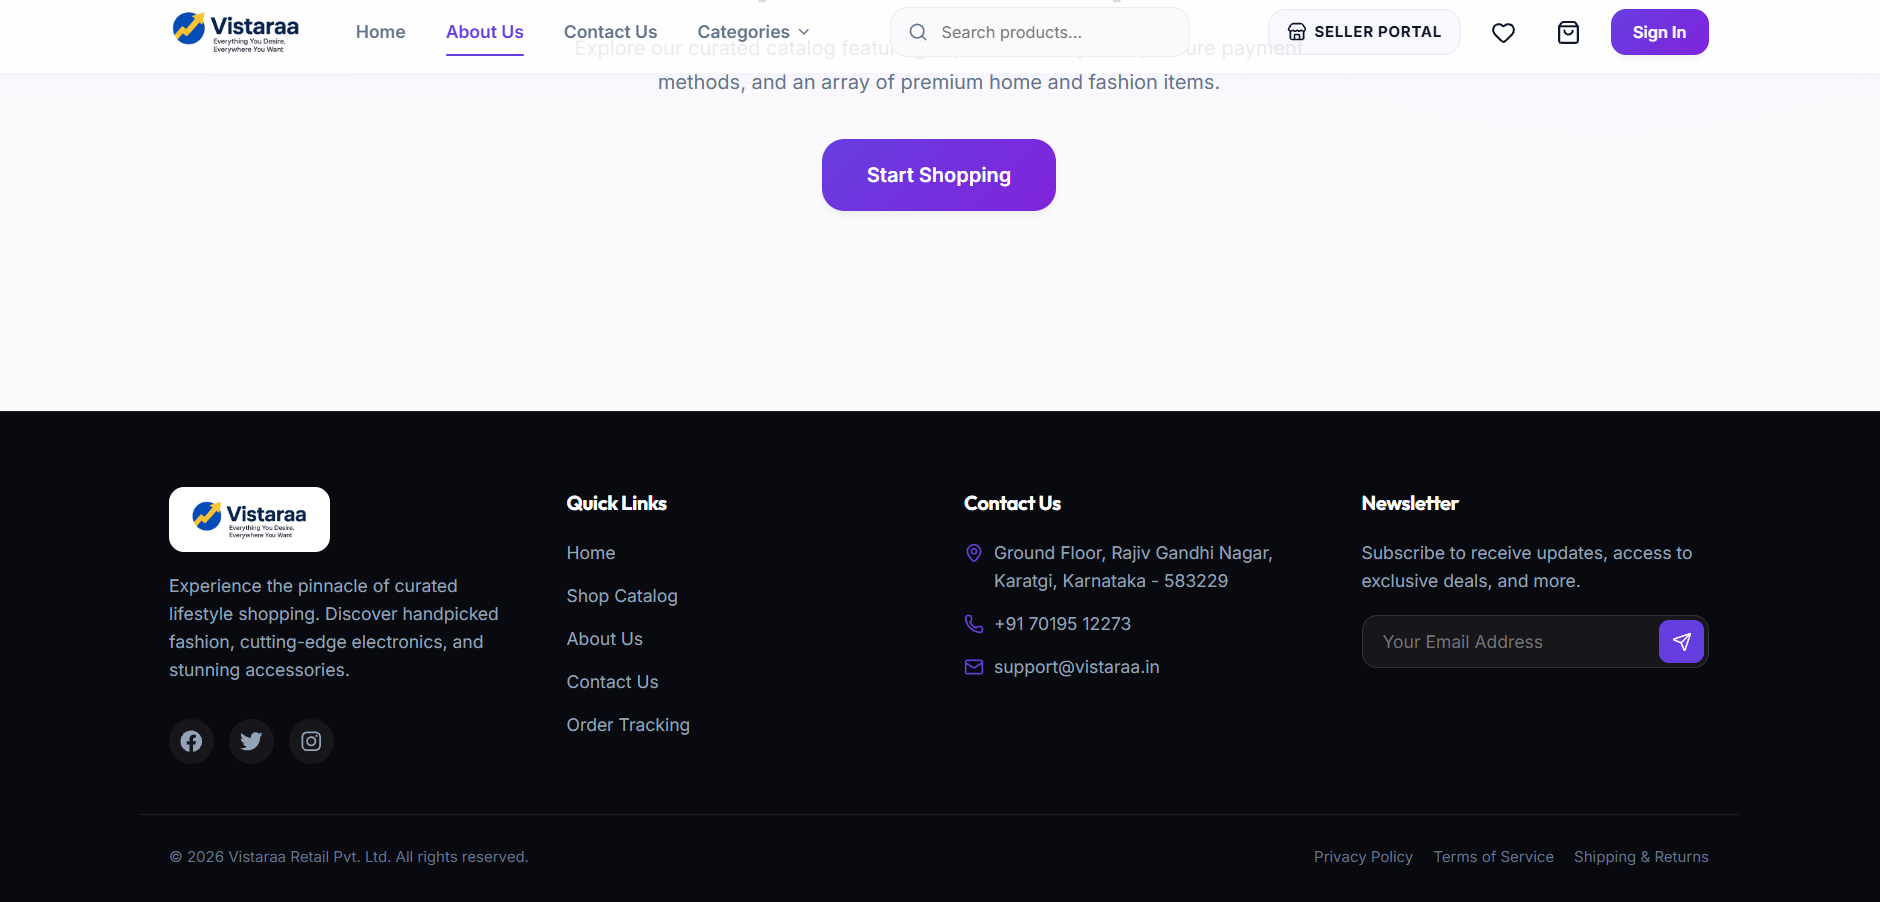 Vistaraa
Everything You Desire,
Everywhere You Want
Home
About Us
Contact Us
Categories
Search products...
SELLER PORTAL
Sign In
Explore our curated catalog payment
methods, and an array of premium home and fashion items.
Start Shopping
Vistaraa
Everything You Desire,
Everywhere You Want
Experience the pinnacle of curated
lifestyle shopping. Discover handpicked
fashion, cutting-edge electronics, and
stunning accessories.
Quick Links
Home
Shop Catalog
About Us
Contact Us
Order Tracking
Contact Us
Ground Floor, Rajiv Gandhi Nagar,
Karatgi, Karnataka - 583229
+91 70195 12273
support@vistaraa.in
Newsletter
Subscribe to receive updates, access to
exclusive deals, and more.
Your Email Address
© 2026 Vistaraa Retail Pvt. Ltd. All rights reserved.
Privacy Policy
Terms of Service
Shipping & Returns